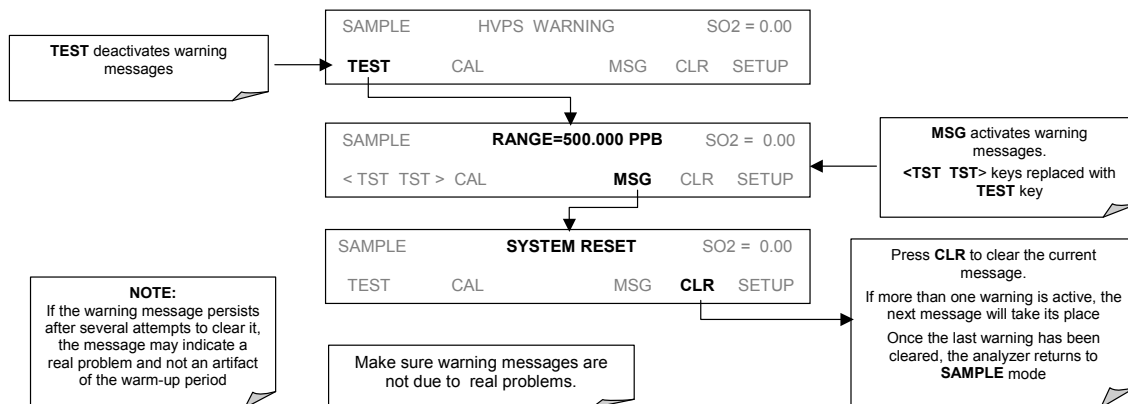 SAMPLE HVPS WARNING SO2 = 0.00
TEST CAL MSG CLR SETUP
TEST deactivates warning
messages
SAMPLE RANGE=500.000 PPB SO2 = 0.00
< TST TST > CAL MSG CLR SETUP
MSG activates warning
messages.
<TST TST> keys replaced with
TEST key
SAMPLE SYSTEM RESET SO2 = 0.00
TEST CAL MSG CLR SETUP
Press CLR to clear the current
message.
If more than one warning is active, the
next message will take its place
Once the last warning has been
cleared, the analyzer returns to
SAMPLE mode
NOTE:
If the warning message persists
after several attempts to clear it,
the message may indicate a
real problem and not an artifact
of the warm-up period
Make sure warning messages are
not due to real problems.